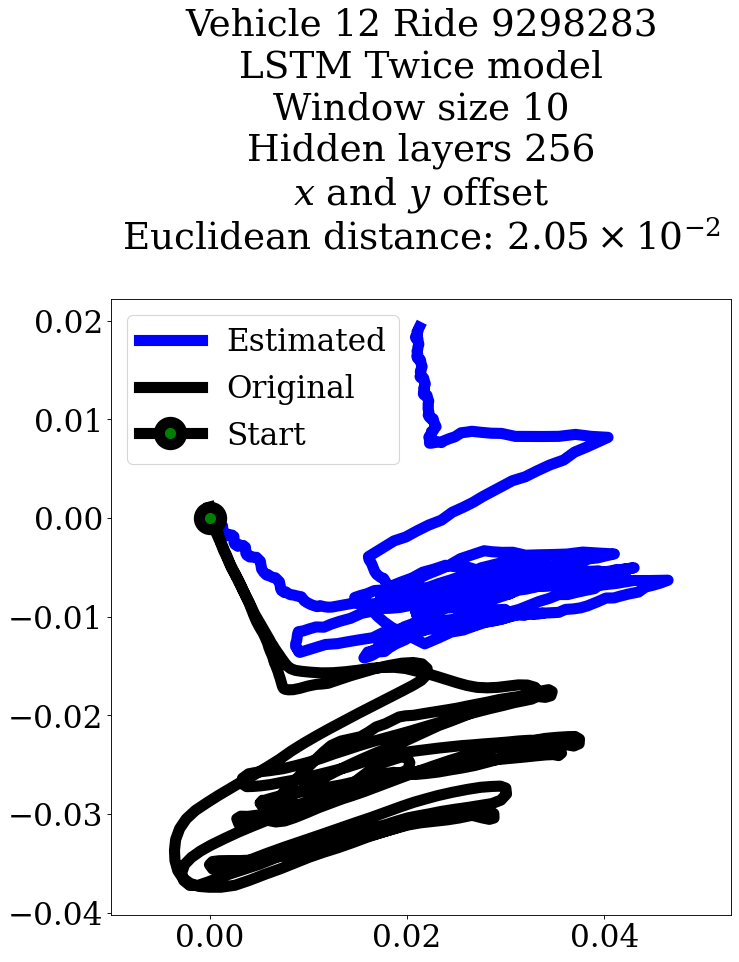 Vehicle 12 Ride 9298283
LSTM Twice model
Window size 10
Hidden layers 256
x and y offset
Euclidean distance: 2.05 × 10⁻²
0.02
0.01
0.00
−0.01
−0.02
−0.03
−0.04
Estimated
Original
Start
0.00 0.02 0.04